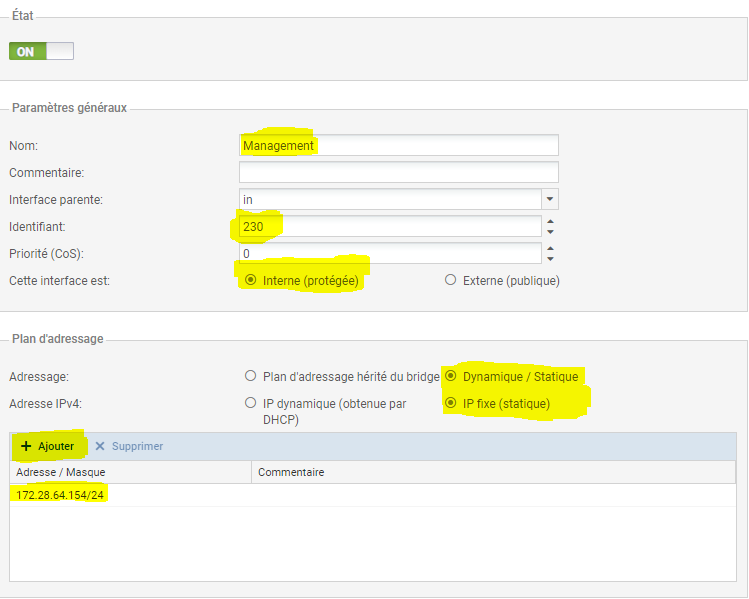 État
ON
Paramètres généraux
Nom: Management
Commentaire:
Interface parente: in
Identifiant: 230
Priorité (CoS): 0
Cette interface est: Interne (protégée) Externe (publique)
Plan d'adressage
Adressage: Plan d'adressage hérité du bridge Dynamique / Statique
Adresse IPv4: IP dynamique (obtenue par DHCP) IP fixe (statique)
+ Ajouter × Supprimer
Adresse / Masque Commentaire
172.28.64.154/24